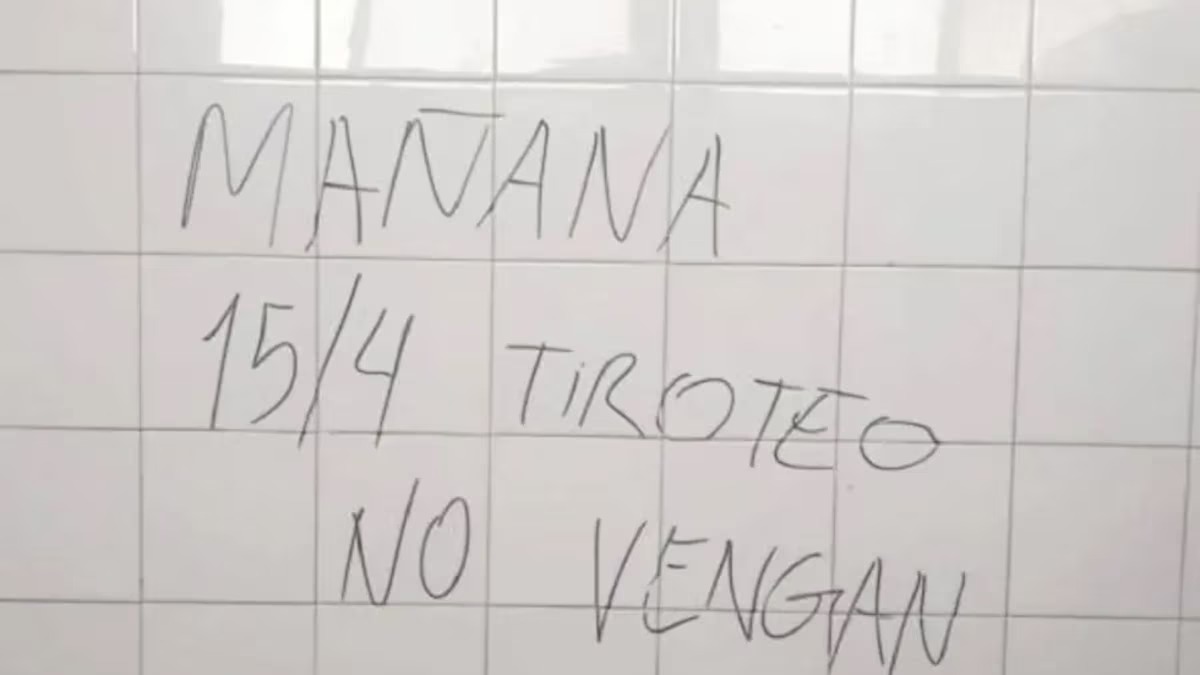 MAÑANA
15/4 TIROTEO
NO VENGAN